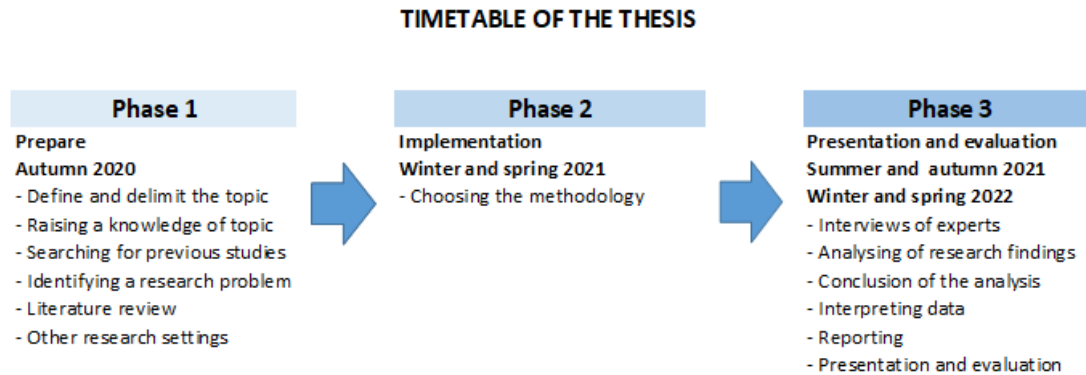 TIMETABLE OF THE THESIS
Phase 1
Prepare
Autumn 2020
- Define and delimit the topic
- Raising a knowledge of topic
- Searching for previous studies
- Identifying a research problem
- Literature review
- Other research settings
Phase 2
Implementation
Winter and spring 2021
- Choosing the methodology
Phase 3
Presentation and evaluation
Summer and autumn 2021
Winter and spring 2022
- Interviews of experts
- Analysing of research findings
- Conclusion of the analysis
- Interpreting data
- Reporting
- Presentation and evaluation